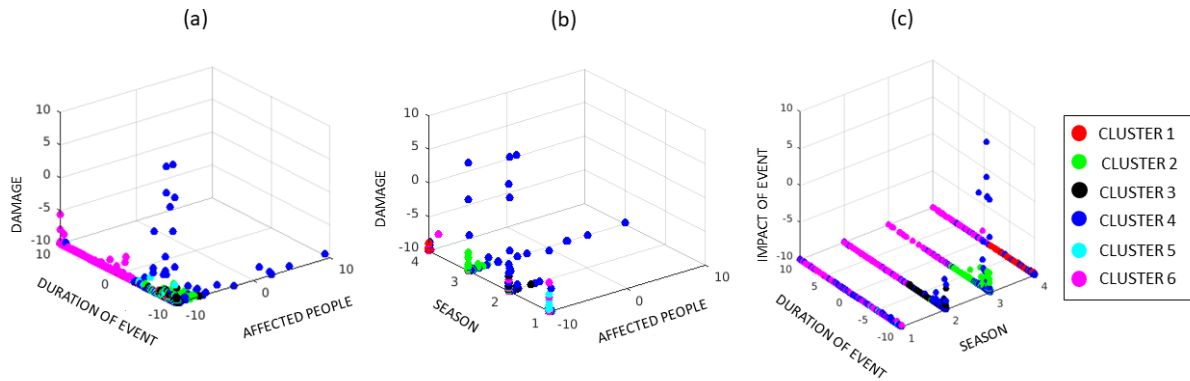 (a)
(b)
(c)
10
5
0
-5
-10
DAMAGE
10
0
-10
DURATION OF EVENT
-10
0
10
AFFECTED PEOPLE
10
5
0
-5
-10
DAMAGE
4
3
2
1
SEASON
-10
0
10
AFFECTED PEOPLE
10
5
0
-5
-10
IMPACT OF EVENT
10
5
0
-5
-10
DURATION OF EVENT
1
2
3
4
SEASON
CLUSTER 1
CLUSTER 2
CLUSTER 3
CLUSTER 4
CLUSTER 5
CLUSTER 6